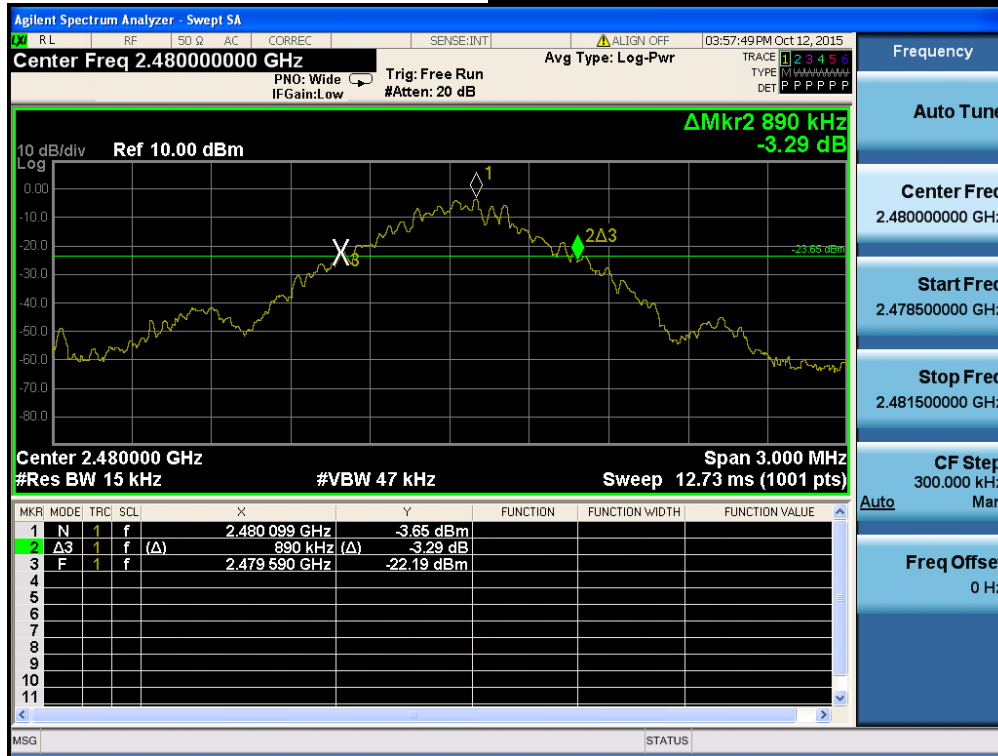 Agilent Spectrum Analyzer - Swept SA
LXI RL RF 50 Ω AC CORREC SENSE:INT ALIGN OFF 03:57:49 PM Oct 12, 2015
Center Freq 2.480000000 GHz
PNO: Wide
IFGain:Low
Trig: Free Run
#Atten: 20 dB
Avg Type: Log-Pwr
TRACE 1 2 3 4 5 6
TYPE M
DET P P P P P P
ΔMkr2 890 kHz
-3.29 dB
10 dB/div Ref 10.00 dBm
Log
0.00
-10.0
-20.0
-30.0
-40.0
-50.0
-60.0
-70.0
-80.0
1
2Δ3
3
-23.65 dBm
Center 2.480000 GHz Span 3.000 MHz
#Res BW 15 kHz #VBW 47 kHz Sweep 12.73 ms (1001 pts)
MKR MODE TRC SCL X Y FUNCTION FUNCTION WIDTH FUNCTION VALUE
1 N 1 f 2.480 099 GHz -3.65 dBm
2 Δ3 1 f (Δ) 890 kHz (Δ) -3.29 dB
3 F 1 f 2.479 590 GHz -22.19 dBm
4
5
6
7
8
9
10
11
MSG STATUS
Frequency
Auto Tune
Center Freq
2.480000000 GHz
Start Freq
2.478500000 GHz
Stop Freq
2.481500000 GHz
CF Step
300.000 kHz
Auto Man
Freq Offset
0 Hz